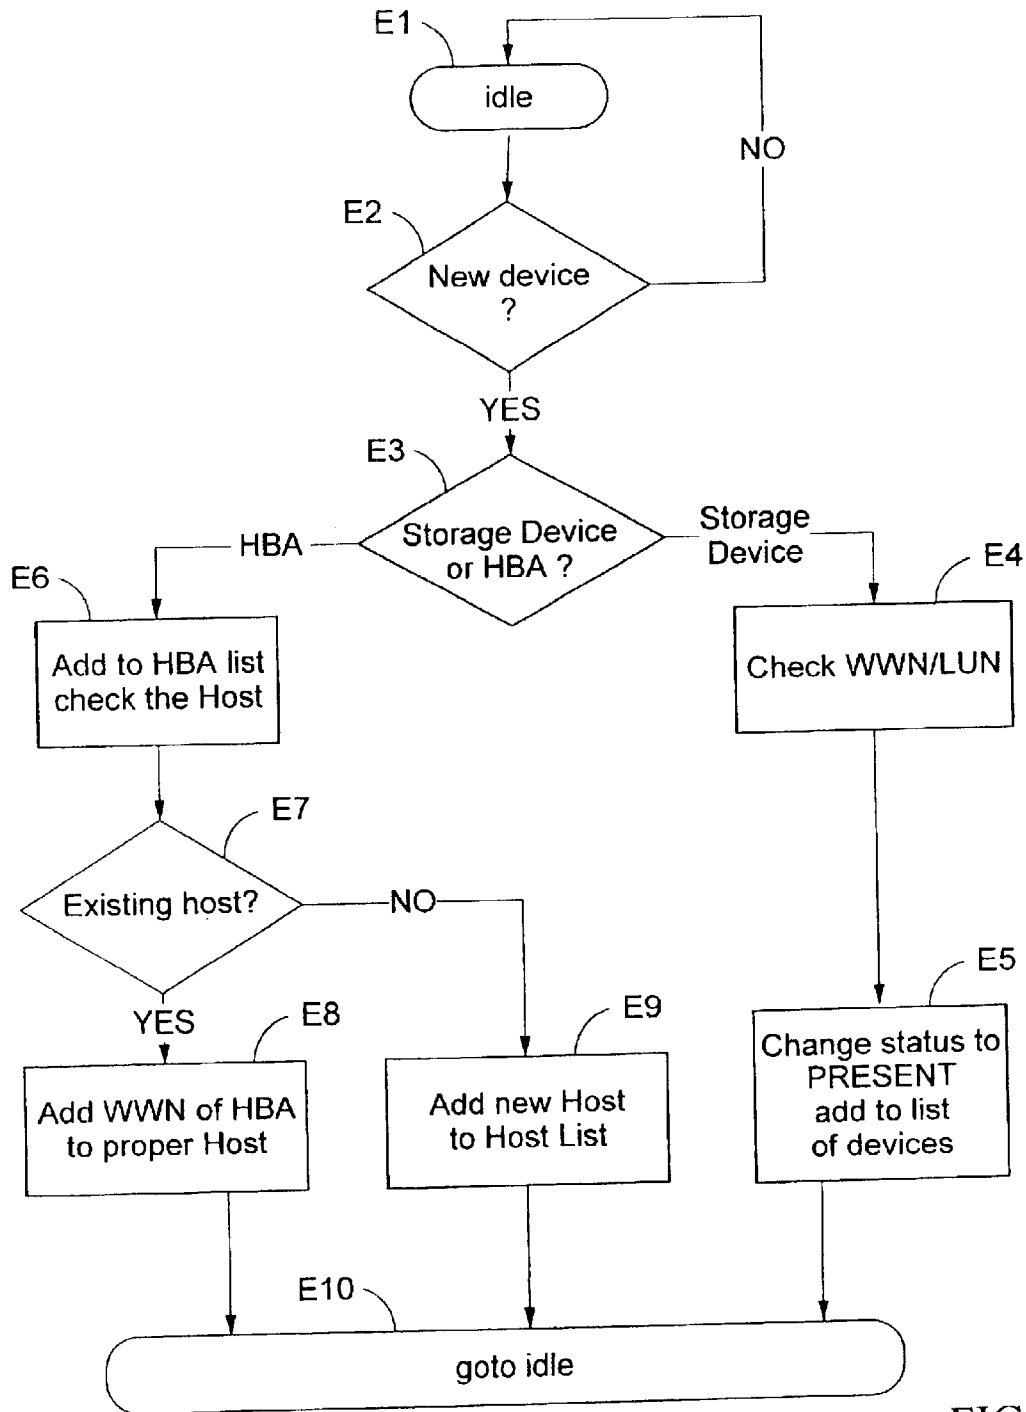 E1
idle
NO
E2
New device
?
YES
E3
Storage Device
or HBA ?
HBA
Storage
Device
E4
Check WWN/LUN
E6
Add to HBA list
check the Host
E7
Existing host?
NO
YES
E8
Add WWN of HBA
to proper Host
E9
Add new Host
to Host List
E5
Change status to
PRESENT
add to list
of devices
E10
goto idle